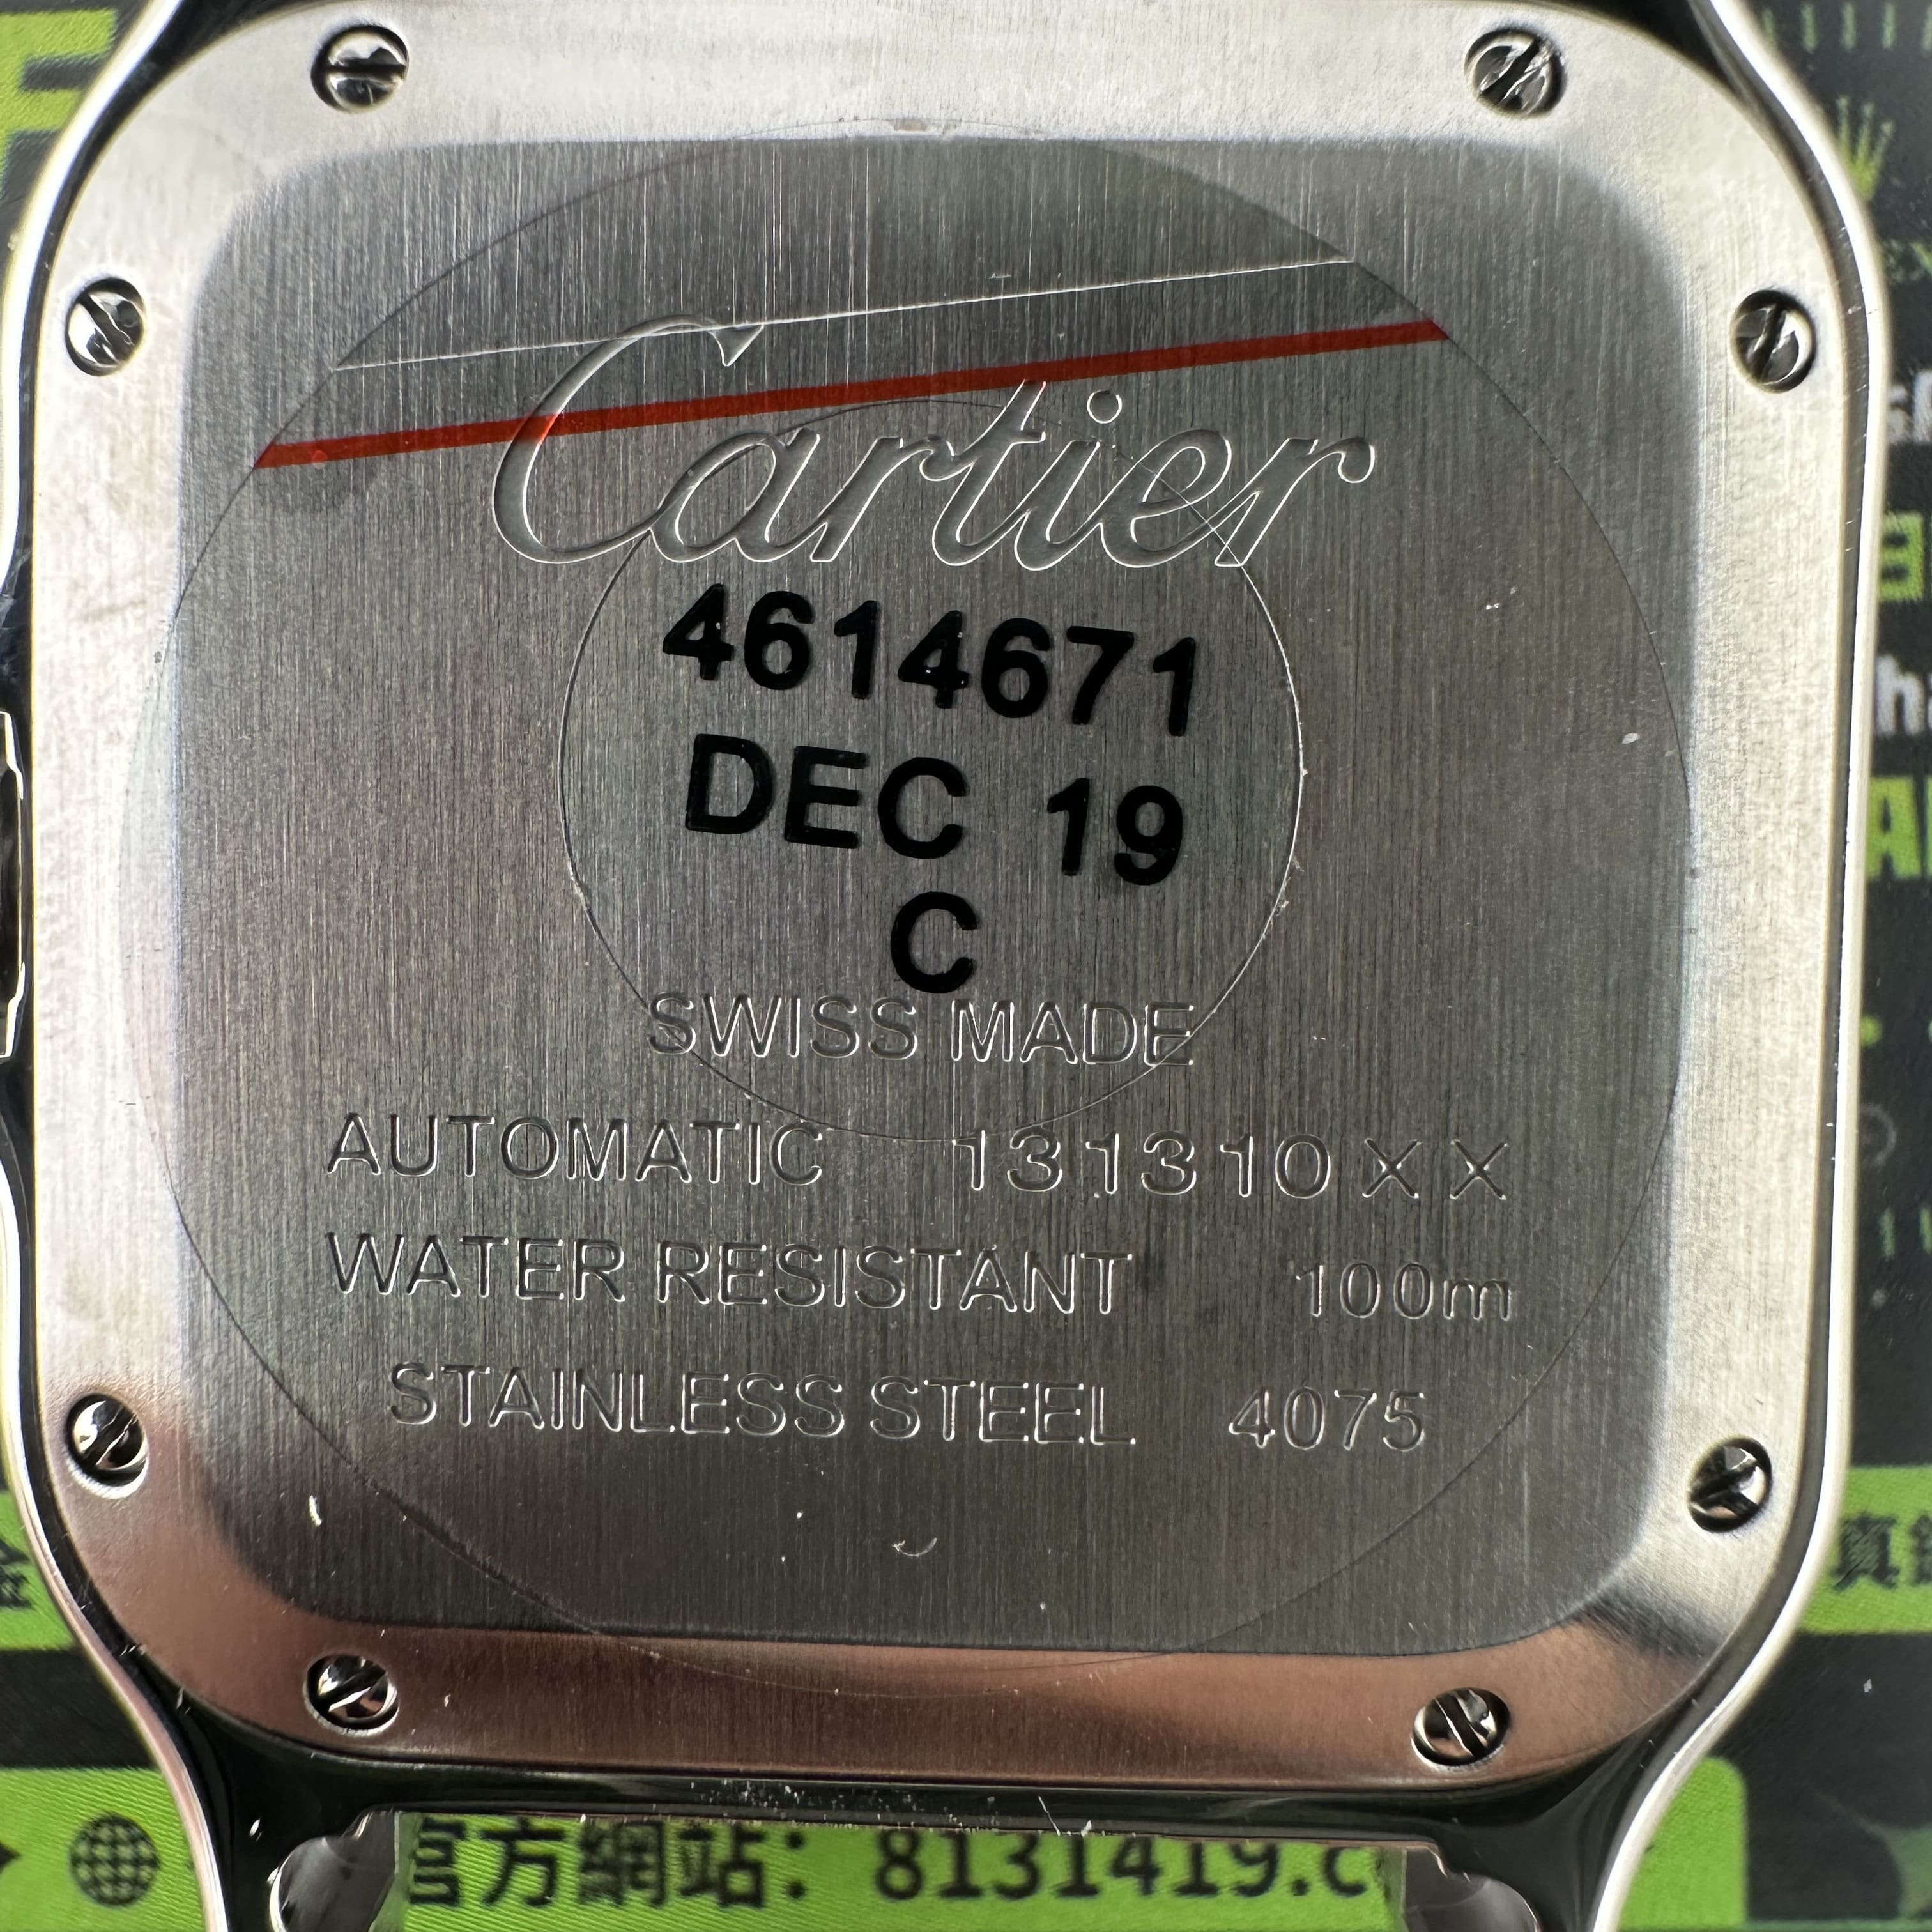 Cartier
4614671
DEC 19
C
SWISS MADE
AUTOMATIC 131310XX
WATER RESISTANT 100m
STAINLESS STEEL 4075
官方網站：8131419.c